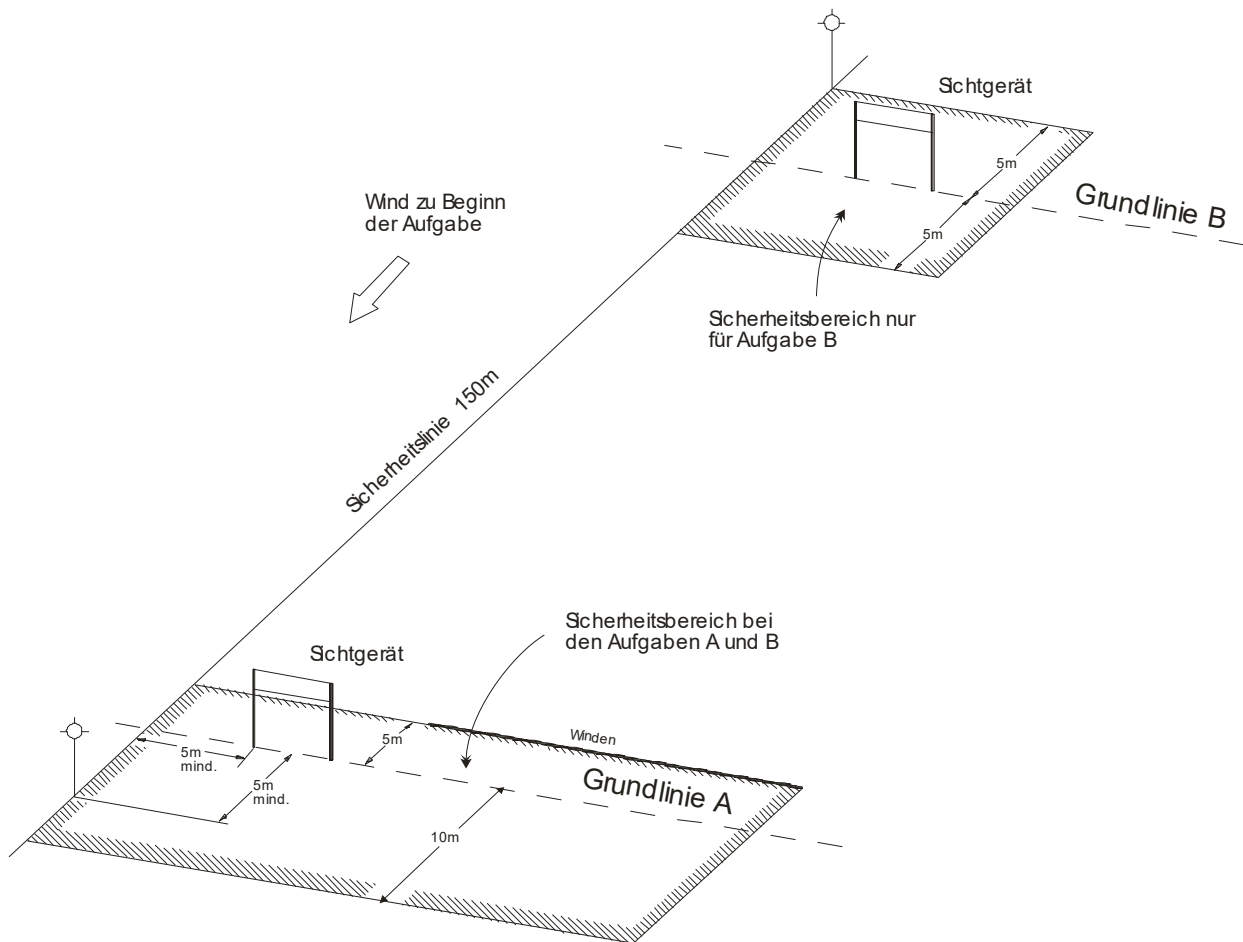 Sichtgerät
5m
Grundlinie B
5m
Wind zu Beginn
der Aufgabe
Sicherheitsbereich nur
für Aufgabe B
Sicherheitslinie 150m
Sicherheitsbereich bei
den Aufgaben A und B
Sichtgerät
5m
mind.
5m
Winden
5m
mind.
Grundlinie A
10m